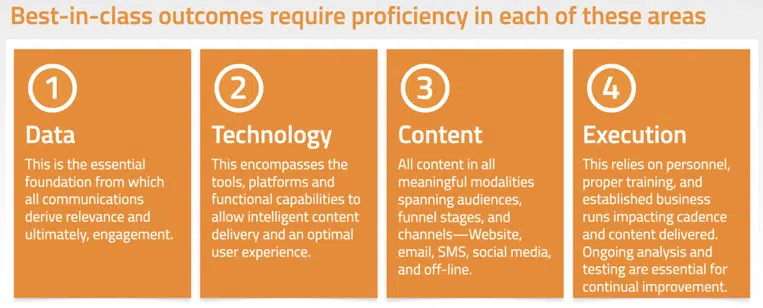 Best-in-class outcomes require proficiency in each of these areas
1
Data
This is the essential
foundation from which
all communications
derive relevance and
ultimately, engagement.
2
Technology
This encompasses the
tools, platforms and
functional capabilities to
allow intelligent content
delivery and an optimal
user experience.
3
Content
All content in all
meaningful modalities
spanning audiences,
funnel stages, and
channels—Website,
email, SMS, social media,
and off-line.
4
Execution
This relies on personnel,
proper training, and
established business
runs impacting cadence
and content delivered.
Ongoing analysis and
testing are essential for
continual improvement.